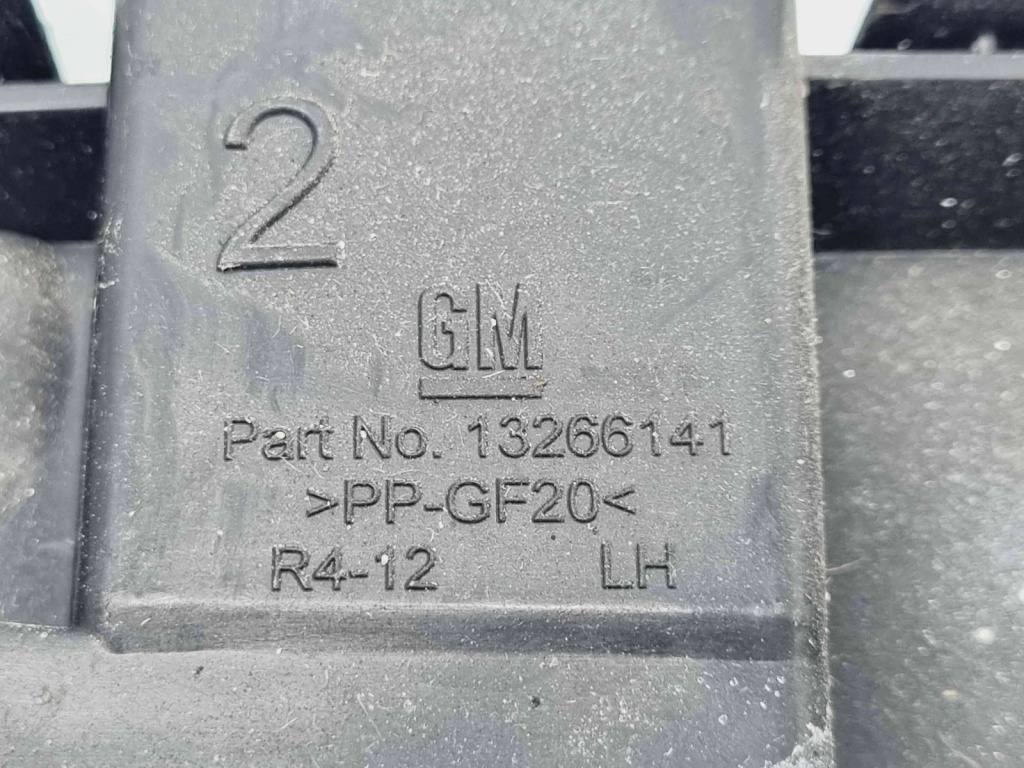 2
GM
Part No. 13266141
>PP-GF20<
R4-12 LH